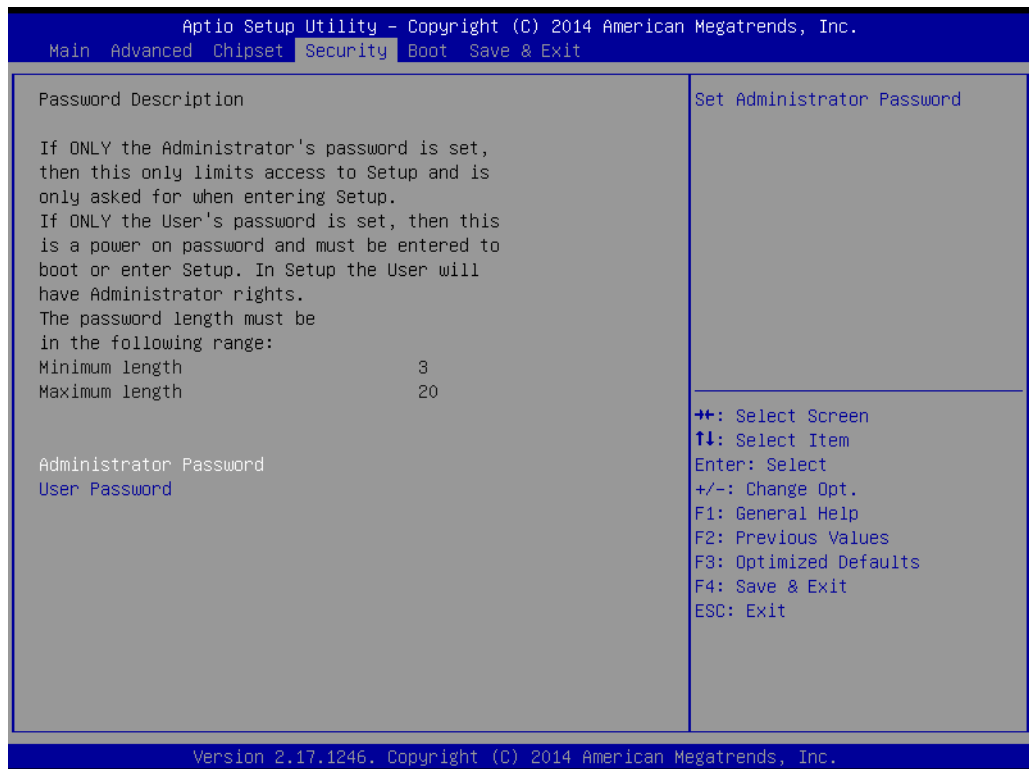 Aptio Setup Utility – Copyright (C) 2014 American Megatrends, Inc.
Main Advanced Chipset Security Boot Save & Exit
Password Description
If ONLY the Administrator's password is set,
then this only limits access to Setup and is
only asked for when entering Setup.
If ONLY the User's password is set, then this
is a power on password and must be entered to
boot or enter Setup. In Setup the User will
have Administrator rights.
The password length must be
in the following range:
Minimum length 3
Maximum length 20
Administrator Password
User Password
Set Administrator Password
→←: Select Screen
↑↓: Select Item
Enter: Select
+/-: Change Opt.
F1: General Help
F2: Previous Values
F3: Optimized Defaults
F4: Save & Exit
ESC: Exit
Version 2.17.1246. Copyright (C) 2014 American Megatrends, Inc.